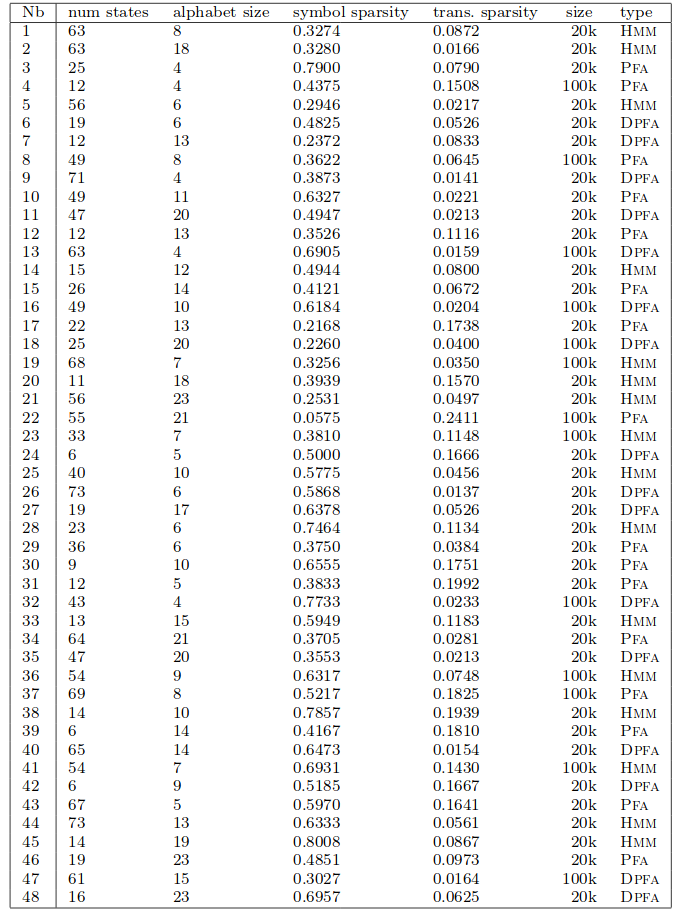 Nb num states alphabet size symbol sparsity trans. sparsity size type
1 63 8 0.3274 0.0872 20k HMM
2 63 18 0.3280 0.0166 20k HMM
3 25 4 0.7900 0.0790 20k PFA
4 12 4 0.4375 0.1508 100k PFA
5 56 6 0.2946 0.0217 20k HMM
6 19 6 0.4825 0.0526 20k DPFA
7 12 13 0.2372 0.0833 20k DPFA
8 49 8 0.3622 0.0645 100k PFA
9 71 4 0.3873 0.0141 20k DPFA
10 49 11 0.6327 0.0221 20k PFA
11 47 20 0.4947 0.0213 20k DPFA
12 12 13 0.3526 0.1116 20k PFA
13 63 4 0.6905 0.0159 100k DPFA
14 15 12 0.4944 0.0800 20k HMM
15 26 14 0.4121 0.0672 20k PFA
16 49 10 0.6184 0.0204 100k DPFA
17 22 13 0.2168 0.1738 20k PFA
18 25 20 0.2260 0.0400 100k DPFA
19 68 7 0.3256 0.0350 100k HMM
20 11 18 0.3939 0.1570 20k HMM
21 56 23 0.2531 0.0497 20k HMM
22 55 21 0.0575 0.2411 100k PFA
23 33 7 0.3810 0.1148 100k HMM
24 6 5 0.5000 0.1666 20k DPFA
25 40 10 0.5775 0.0456 20k HMM
26 73 6 0.5868 0.0137 20k DPFA
27 19 17 0.6378 0.0526 20k DPFA
28 23 6 0.7464 0.1134 20k HMM
29 36 6 0.3750 0.0384 20k PFA
30 9 10 0.6555 0.1751 20k PFA
31 12 5 0.3833 0.1992 20k PFA
32 43 4 0.7733 0.0233 100k DPFA
33 13 15 0.5949 0.1183 20k HMM
34 64 21 0.3705 0.0281 20k PFA
35 47 20 0.3553 0.0213 20k DPFA
36 54 9 0.6317 0.0748 100k HMM
37 69 8 0.5217 0.1825 100k PFA
38 14 10 0.7857 0.1939 20k HMM
39 6 14 0.4167 0.1810 20k PFA
40 65 14 0.6473 0.0154 20k DPFA
41 54 7 0.6931 0.1430 100k HMM
42 6 9 0.5185 0.1667 20k DPFA
43 67 5 0.5970 0.1641 20k PFA
44 73 13 0.6333 0.0561 20k HMM
45 14 19 0.8008 0.0867 20k HMM
46 19 23 0.4851 0.0973 20k PFA
47 61 15 0.3027 0.0164 100k DPFA
48 16 23 0.6957 0.0625 20k DPFA